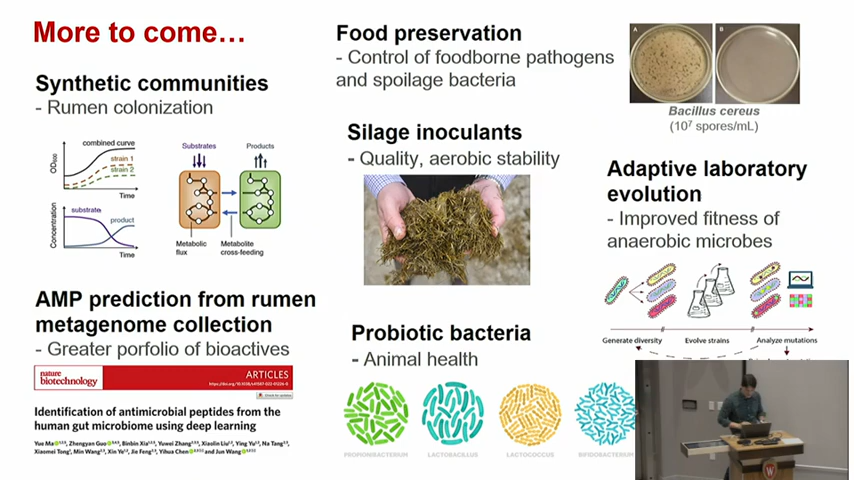 More to come…
Synthetic communities
- Rumen colonization
OD600
combined curve
strain 1
strain 2
Time
Concentration
substrate
product
Time
Substrates
Products
Metabolic
flux
Metabolite
cross-feeding
AMP prediction from rumen
metagenome collection
- Greater porfolio of bioactives
nature
biotechnology
ARTICLES
Identification of antimicrobial peptides from the
human gut microbiome using deep learning
Food preservation
- Control of foodborne pathogens
and spoilage bacteria
Silage inoculants
- Quality, aerobic stability
Probiotic bacteria
- Animal health
PROPIONIBACTERIUM
LACTOBACILLUS
LACTOCOCCUS
A
B
Bacillus cereus
(10⁷ spores/mL)
Adaptive laboratory
evolution
- Improved fitness of
anaerobic microbes
Generate diversity
Evolve strains
Analyze mutations
W